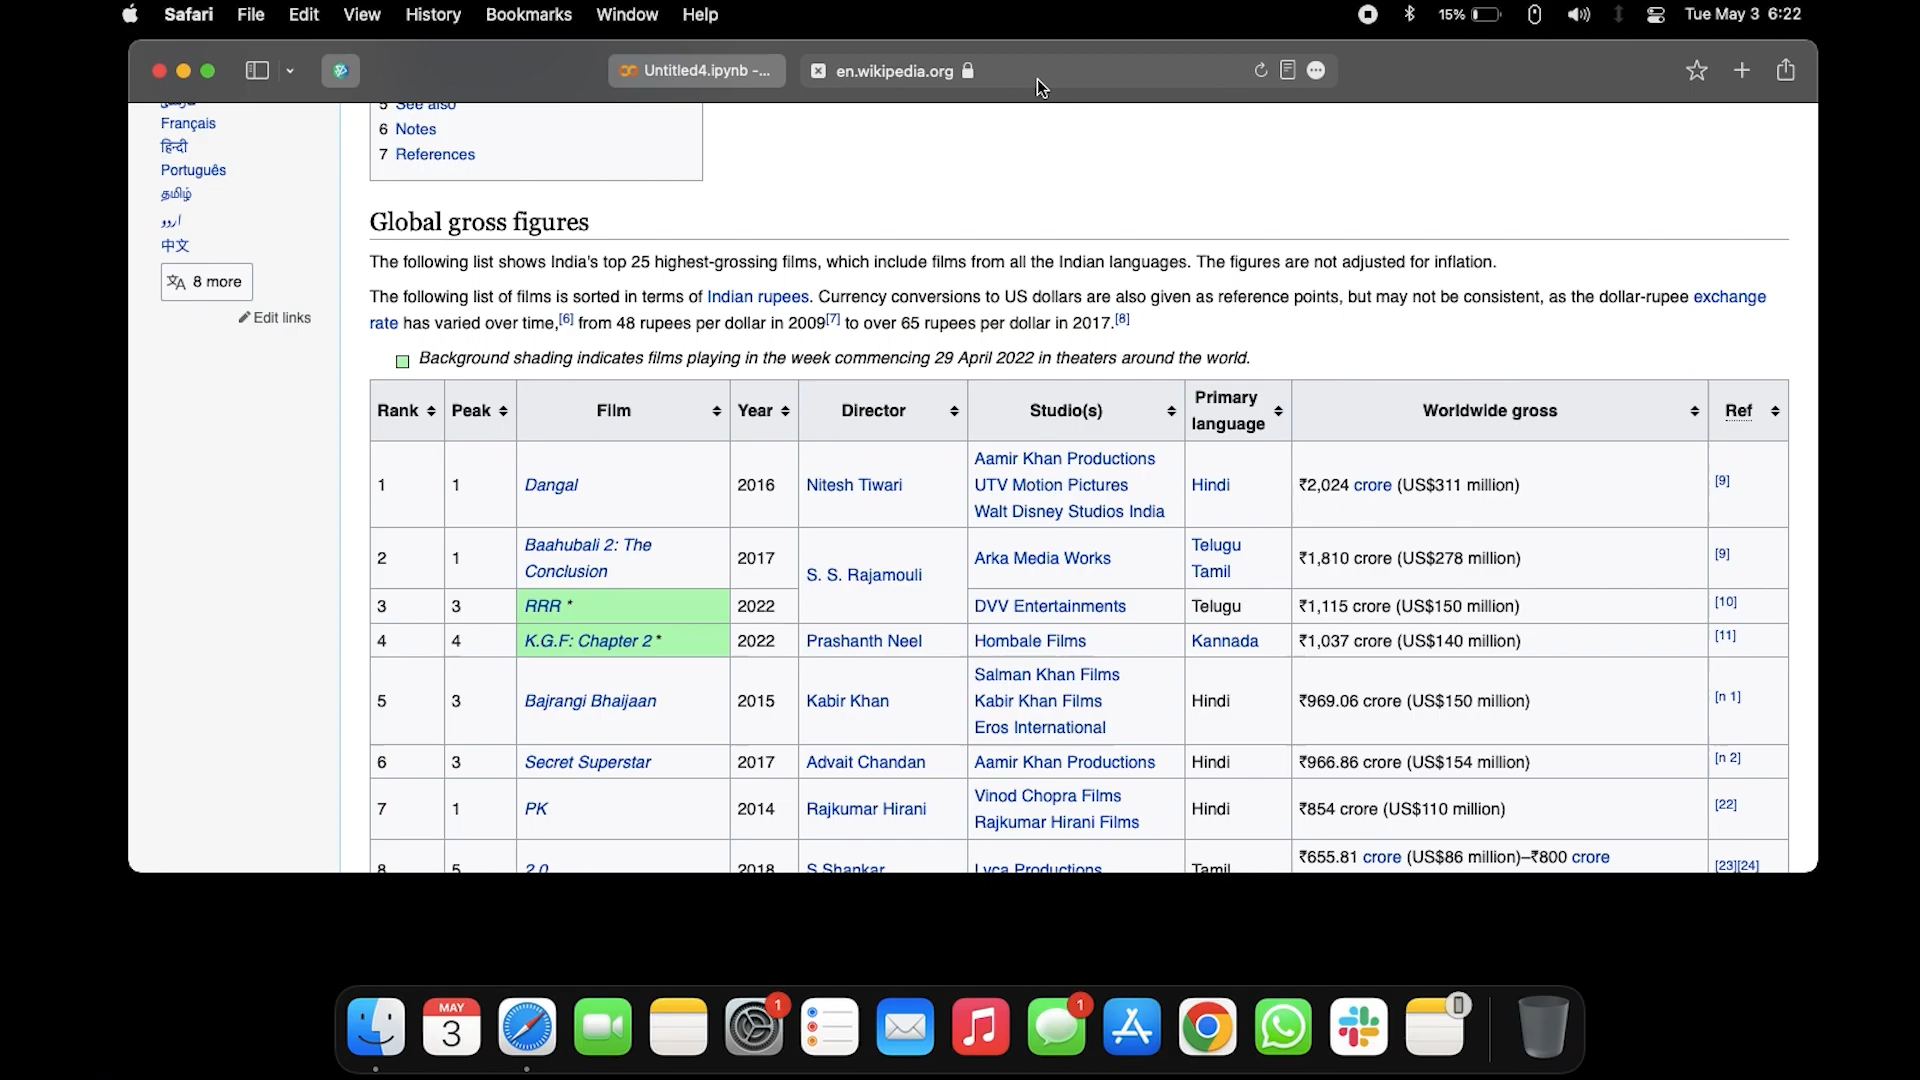 Safari File Edit View History Bookmarks Window Help 15% Tue May 3 6:22
Untitled4.ipynb -... en.wikipedia.org
Français
हिन्दी
Português
தமிழ்
اردو
中文
8 more
Edit links
5 See also
6 Notes
7 References
Global gross figures
The following list shows India's top 25 highest-grossing films, which include films from all the Indian languages. The figures are not adjusted for inflation.
The following list of films is sorted in terms of Indian rupees. Currency conversions to US dollars are also given as reference points, but may not be consistent, as the dollar-rupee exchange
rate has varied over time,[6] from 48 rupees per dollar in 2009[7] to over 65 rupees per dollar in 2017.[8]
Background shading indicates films playing in the week commencing 29 April 2022 in theaters around the world.
Rank Peak Film Year Director Studio(s) Primary language Worldwide gross Ref
1 1 Dangal 2016 Nitesh Tiwari Aamir Khan Productions
UTV Motion Pictures
Walt Disney Studios India Hindi ₹2,024 crore (US$311 million) [9]
2 1 Baahubali 2: The
Conclusion 2017 S. S. Rajamouli Arka Media Works Telugu
Tamil ₹1,810 crore (US$278 million) [9]
3 3 RRR * 2022 DVV Entertainments Telugu ₹1,115 crore (US$150 million) [10]
4 4 K.G.F: Chapter 2 * 2022 Prashanth Neel Hombale Films Kannada ₹1,037 crore (US$140 million) [11]
5 3 Bajrangi Bhaijaan 2015 Kabir Khan Salman Khan Films
Kabir Khan Films
Eros International Hindi ₹969.06 crore (US$150 million) [n 1]
6 3 Secret Superstar 2017 Advait Chandan Aamir Khan Productions Hindi ₹966.86 crore (US$154 million) [n 2]
7 1 PK 2014 Rajkumar Hirani Vinod Chopra Films
Rajkumar Hirani Films Hindi ₹854 crore (US$110 million) [22]
8 5 2.0 2018 S.Shankar Lyca Productions Tamil ₹655.81 crore (US$86 million)–₹800 crore [23][24]
MAY
3
1
1